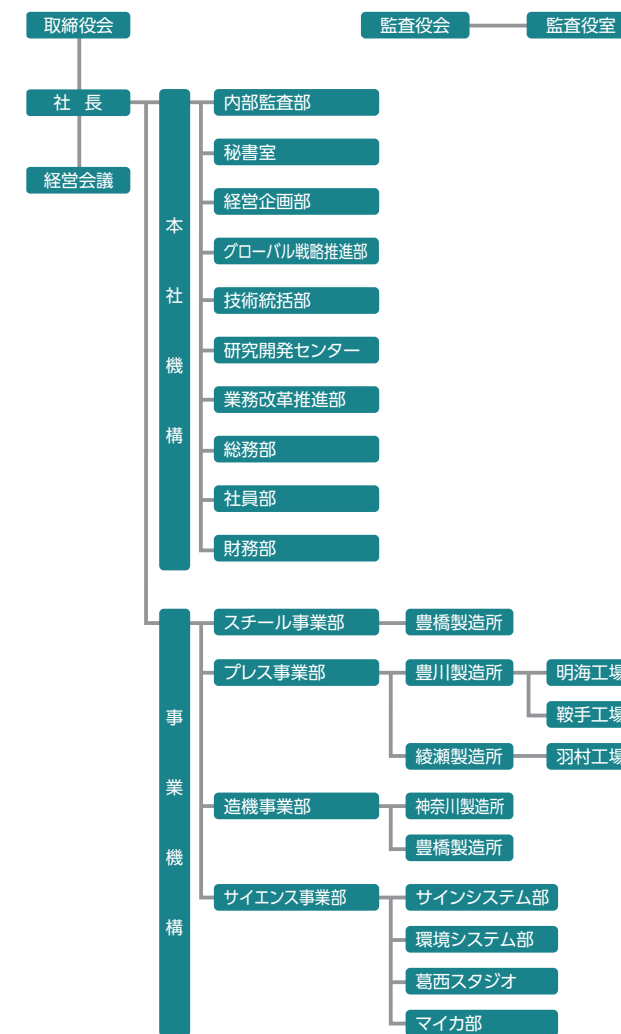 取締役会
監査役会
監査役室
社 長
経営会議
本社機構
内部監査部
秘書室
経営企画部
グローバル戦略推進部
技術統括部
研究開発センター
業務改革推進部
総務部
社員部
財務部
事業機構
スチール事業部
豊橋製造所
プレス事業部
豊川製造所
明海工場
鞍手工場
綾瀬製造所
羽村工場
造機事業部
神奈川製造所
豊橋製造所
サイエンス事業部
サインシステム部
環境システム部
葛西スタジオ
マイカ部